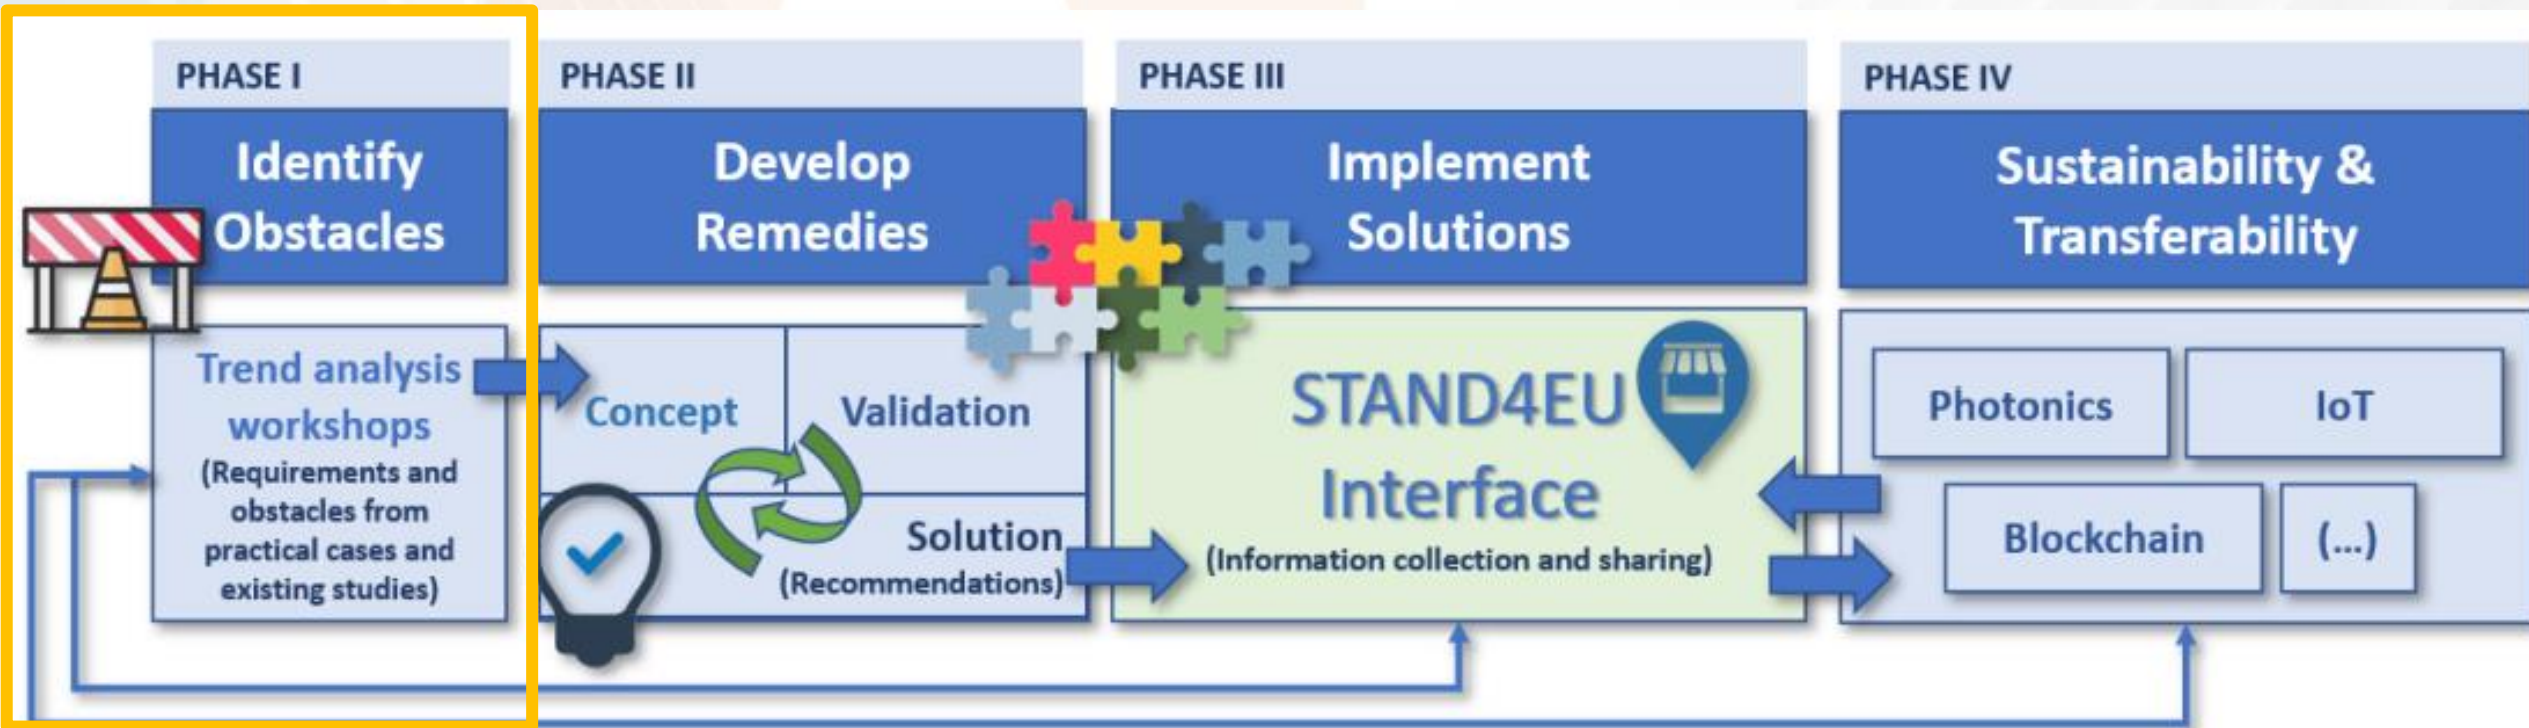 PHASE I
Identify
Obstacles
Trend analysis
workshops
(Requirements and
obstacles from
practical cases and
existing studies)
PHASE II
Develop
Remedies
Concept
Validation
Solution
(Recommendations)
PHASE III
Implement
Solutions
STAND4EU
Interface
(Information collection and sharing)
PHASE IV
Sustainability &
Transferability
Photonics
IoT
Blockchain
(...)